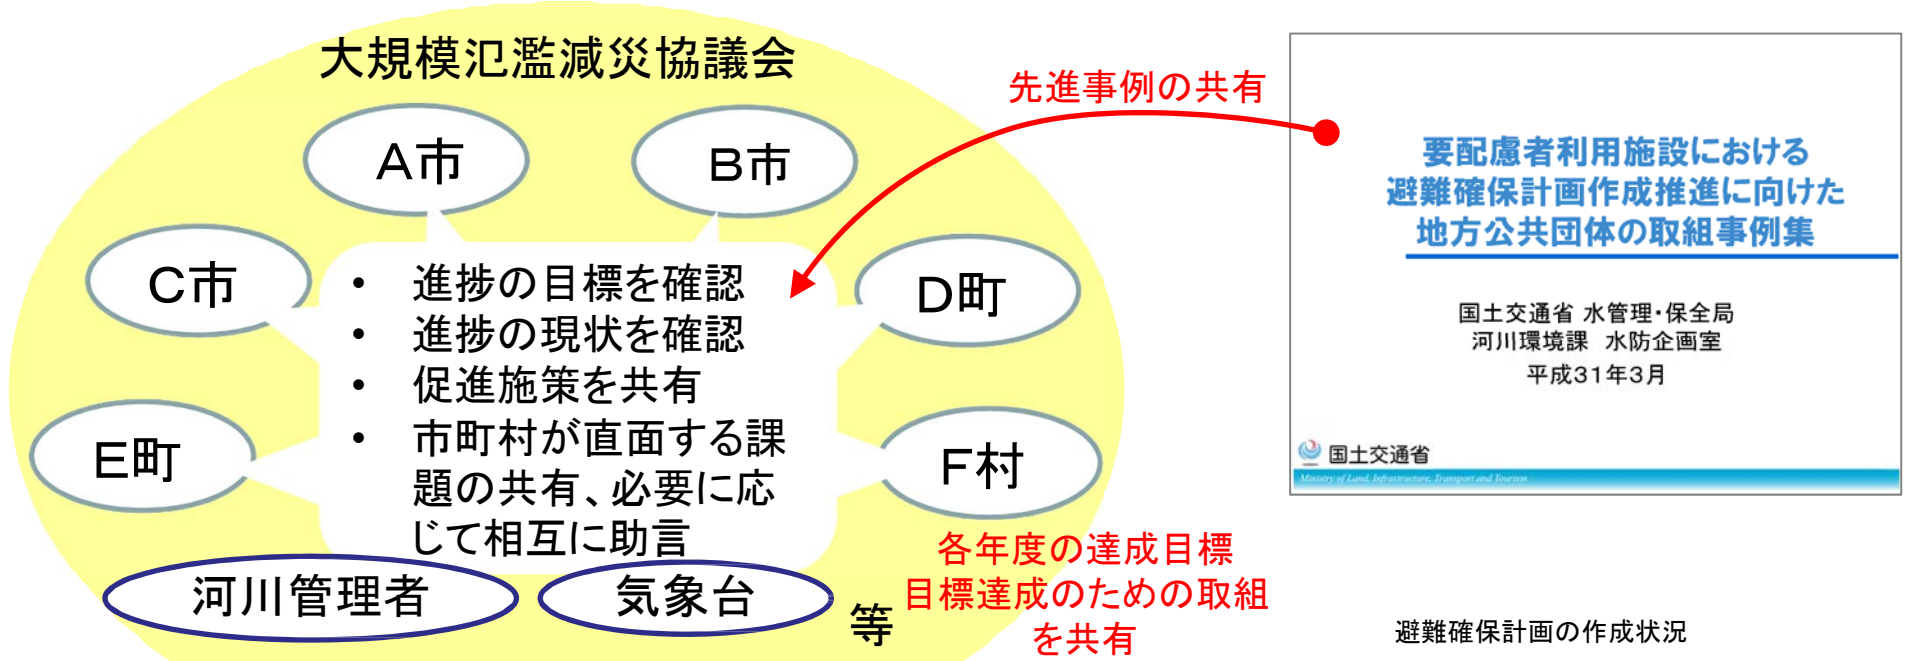 大規模氾濫減災協議会
A市
B市
C市
D町
E町
F村
• 進捗の目標を確認
• 進捗の現状を確認
• 促進施策を共有
• 市町村が直面する課
題の共有、必要に応
じて相互に助言
河川管理者
気象台
等
先進事例の共有
各年度の達成目標
目標達成のための取組
を共有
要配慮者利用施設における
避難確保計画作成推進に向けた
地方公共団体の取組事例集
国土交通省 水管理・保全局
河川環境課 水防企画室
平成31年3月
国土交通省
Ministry of Land, Infrastructure, Transport and Tourism
避難確保計画の作成状況